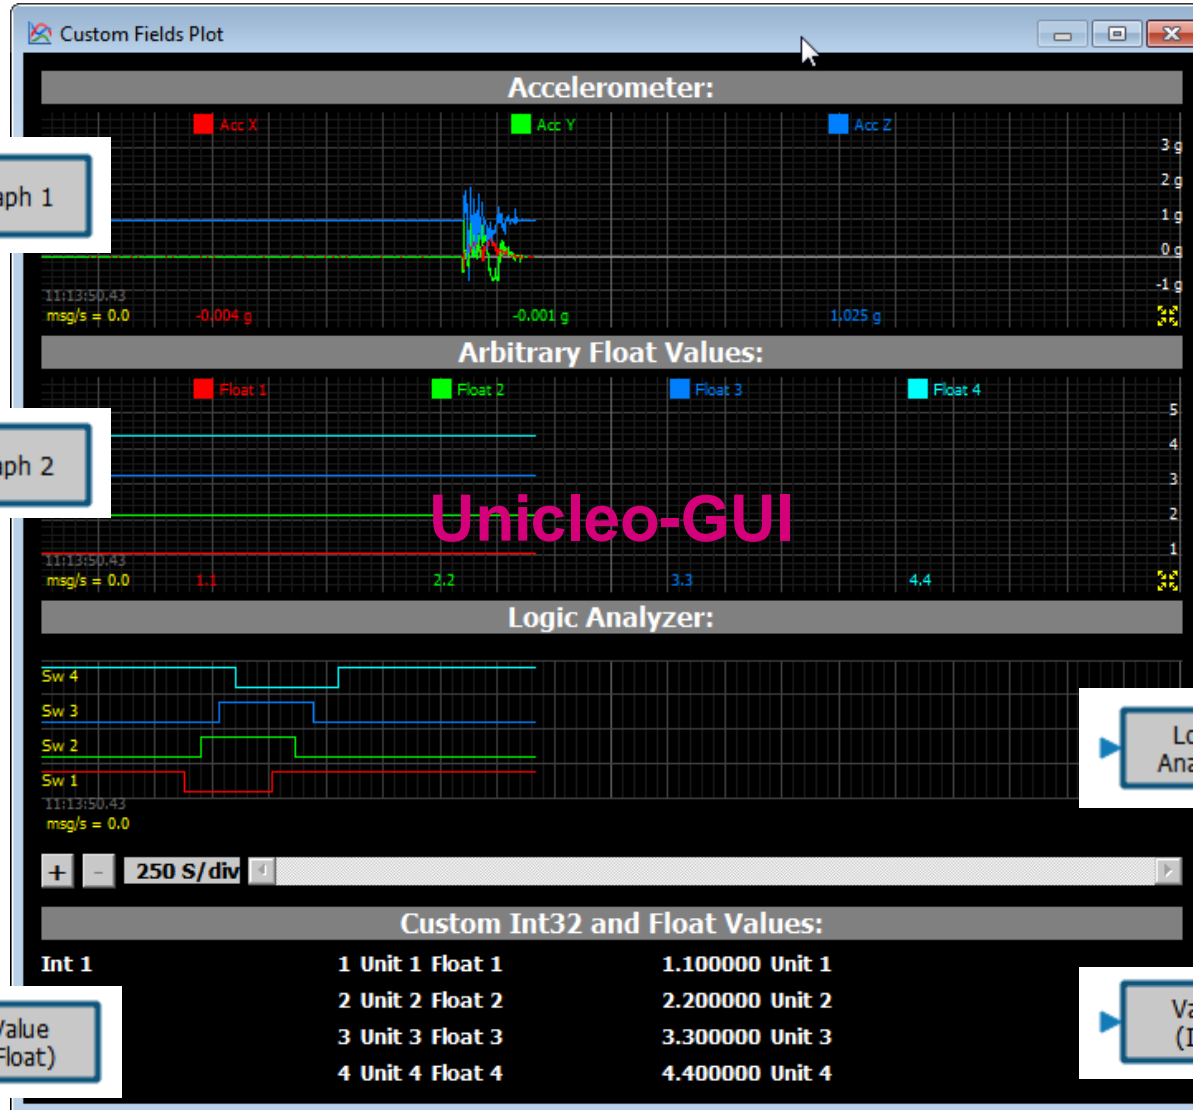 Custom Fields Plot
Accelerometer:
Acc X Acc Y Acc Z
3 g
2 g
aph 1
1 g
0 g
-1 g
11:13:50.43
msg/s = 0.0 -0.004 g -0.001 g 1.025 g
Arbitrary Float Values:
Float 1 Float 2 Float 3 Float 4
5
4
aph 2
3
2
Unicleo-GUI
1
11:13:50.43
msg/s = 0.0 1.1 2.2 3.3 4.4
Logic Analyzer:
Sw 4
Sw 3
Sw 2
Lo
Ana
Sw 1
11:13:50.43
msg/s = 0.0
+ - 250 S/div
Custom Int32 and Float Values:
Int 1 1 Unit 1 Float 1 1.100000 Unit 1
2 Unit 2 Float 2 2.200000 Unit 2
3 Unit 3 Float 3 3.300000 Unit 3
4 Unit 4 Float 4 4.400000 Unit 4
Value
Float)
Va
(I